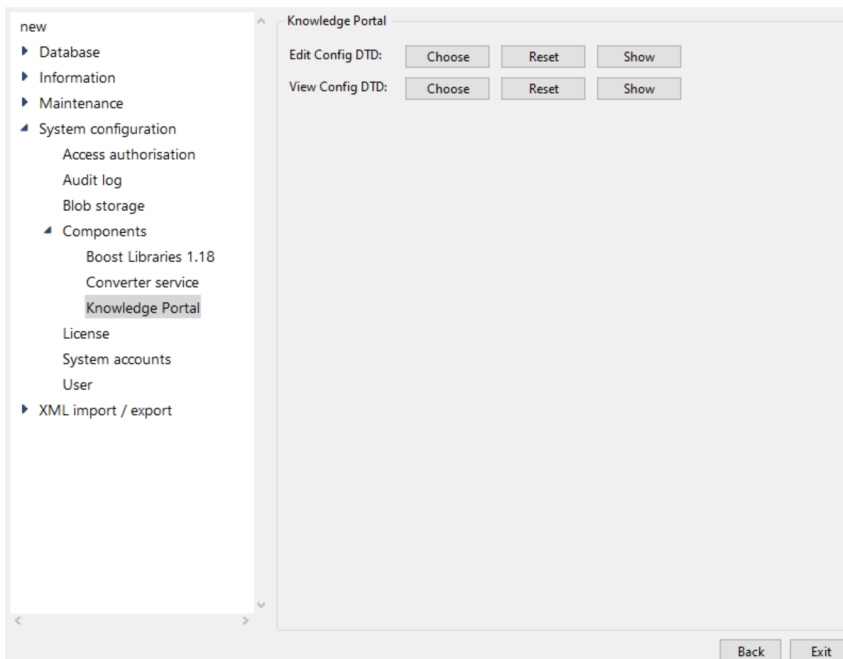 new
Database
Information
Maintenance
System configuration
Access authorisation
Audit log
Blob storage
Components
Boost Libraries 1.18
Converter service
Knowledge Portal
License
System accounts
User
XML import / export
Knowledge Portal
Edit Config DTD: Choose Reset Show
View Config DTD: Choose Reset Show
Back Exit